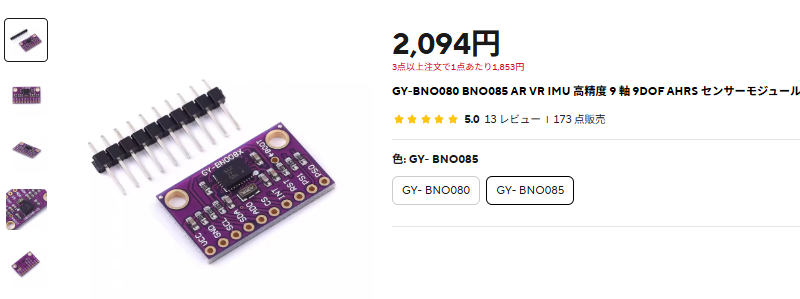 2,094円
3点以上注文で1点あたり1,853円
GY-BNO080 BNO085 AR VR IMU 高精度 9 軸 9DOF AHRS センサーモジュール
5.0 13 レビュー | 173 点販売
色: GY- BNO085
GY- BNO080
GY- BNO085
GY-BNO08X
+BOOT
VCC
GND
SCL
SDA
ADO
CS
INT
RST
PS1
PS0